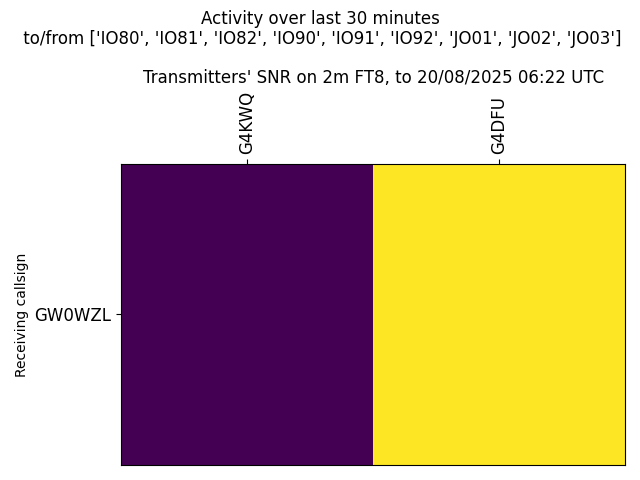 Activity over last 30 minutes
to/from ['IO80', 'IO81', 'IO82', 'IO90', 'IO91', 'IO92', 'JO01', 'JO02', 'JO03']
Transmitters' SNR on 2m FT8, to 20/08/2025 06:22 UTC
G4KWQ
G4DFU
Receiving callsign
GW0WZL